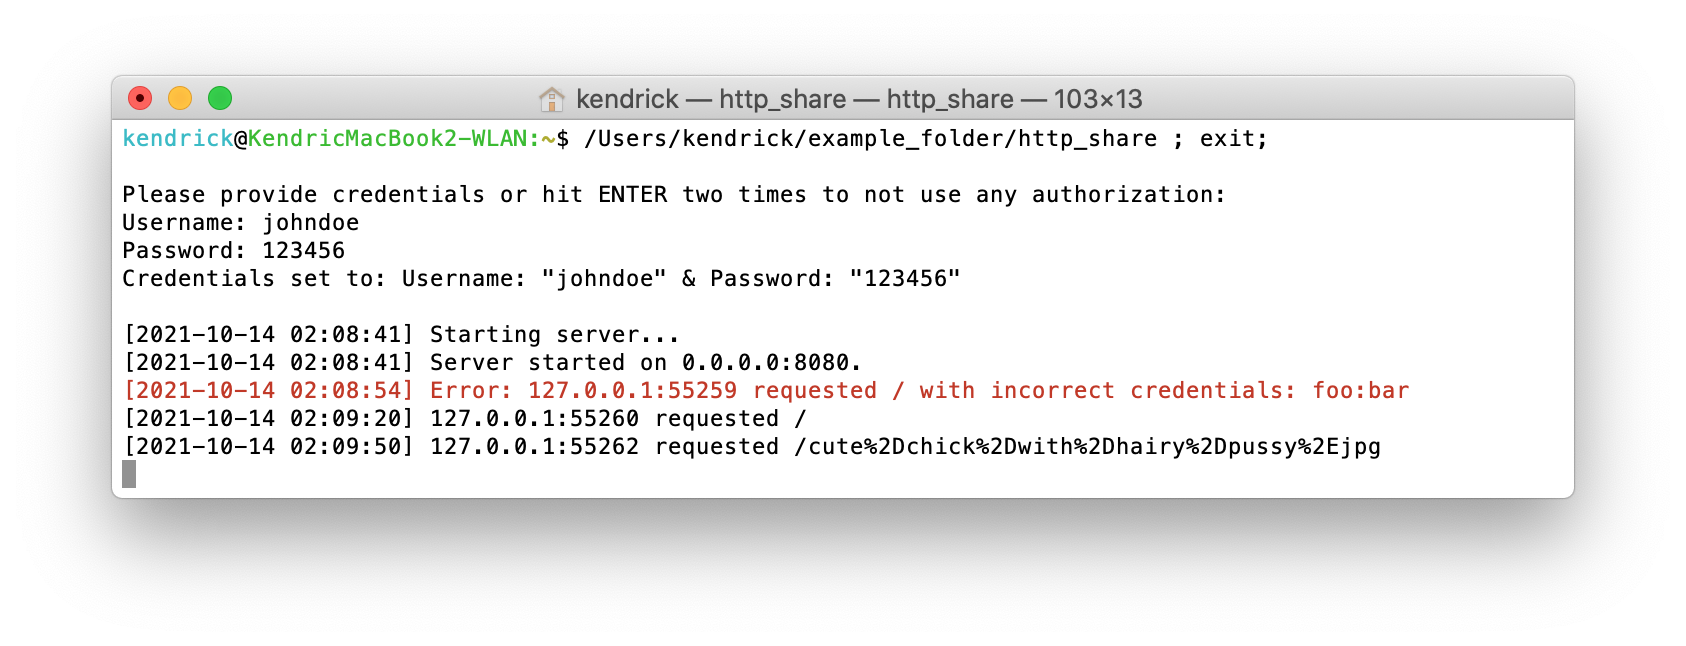 kendrick — http_share — http_share — 103×13
kendrick@KendricMacBook2-WLAN:~$ /Users/kendrick/example_folder/http_share ; exit;
Please provide credentials or hit ENTER two times to not use any authorization:
Username: johndoe
Password: 123456
Credentials set to: Username: "johndoe" & Password: "123456"
[2021-10-14 02:08:41] Starting server...
[2021-10-14 02:08:41] Server started on 0.0.0.0:8080.
[2021-10-14 02:08:54] Error: 127.0.0.1:55259 requested / with incorrect credentials: foo:bar
[2021-10-14 02:09:20] 127.0.0.1:55260 requested /
[2021-10-14 02:09:50] 127.0.0.1:55262 requested /cute%2Dchick%2Dwith%2Dhairy%2Dpussy%2Ejpg